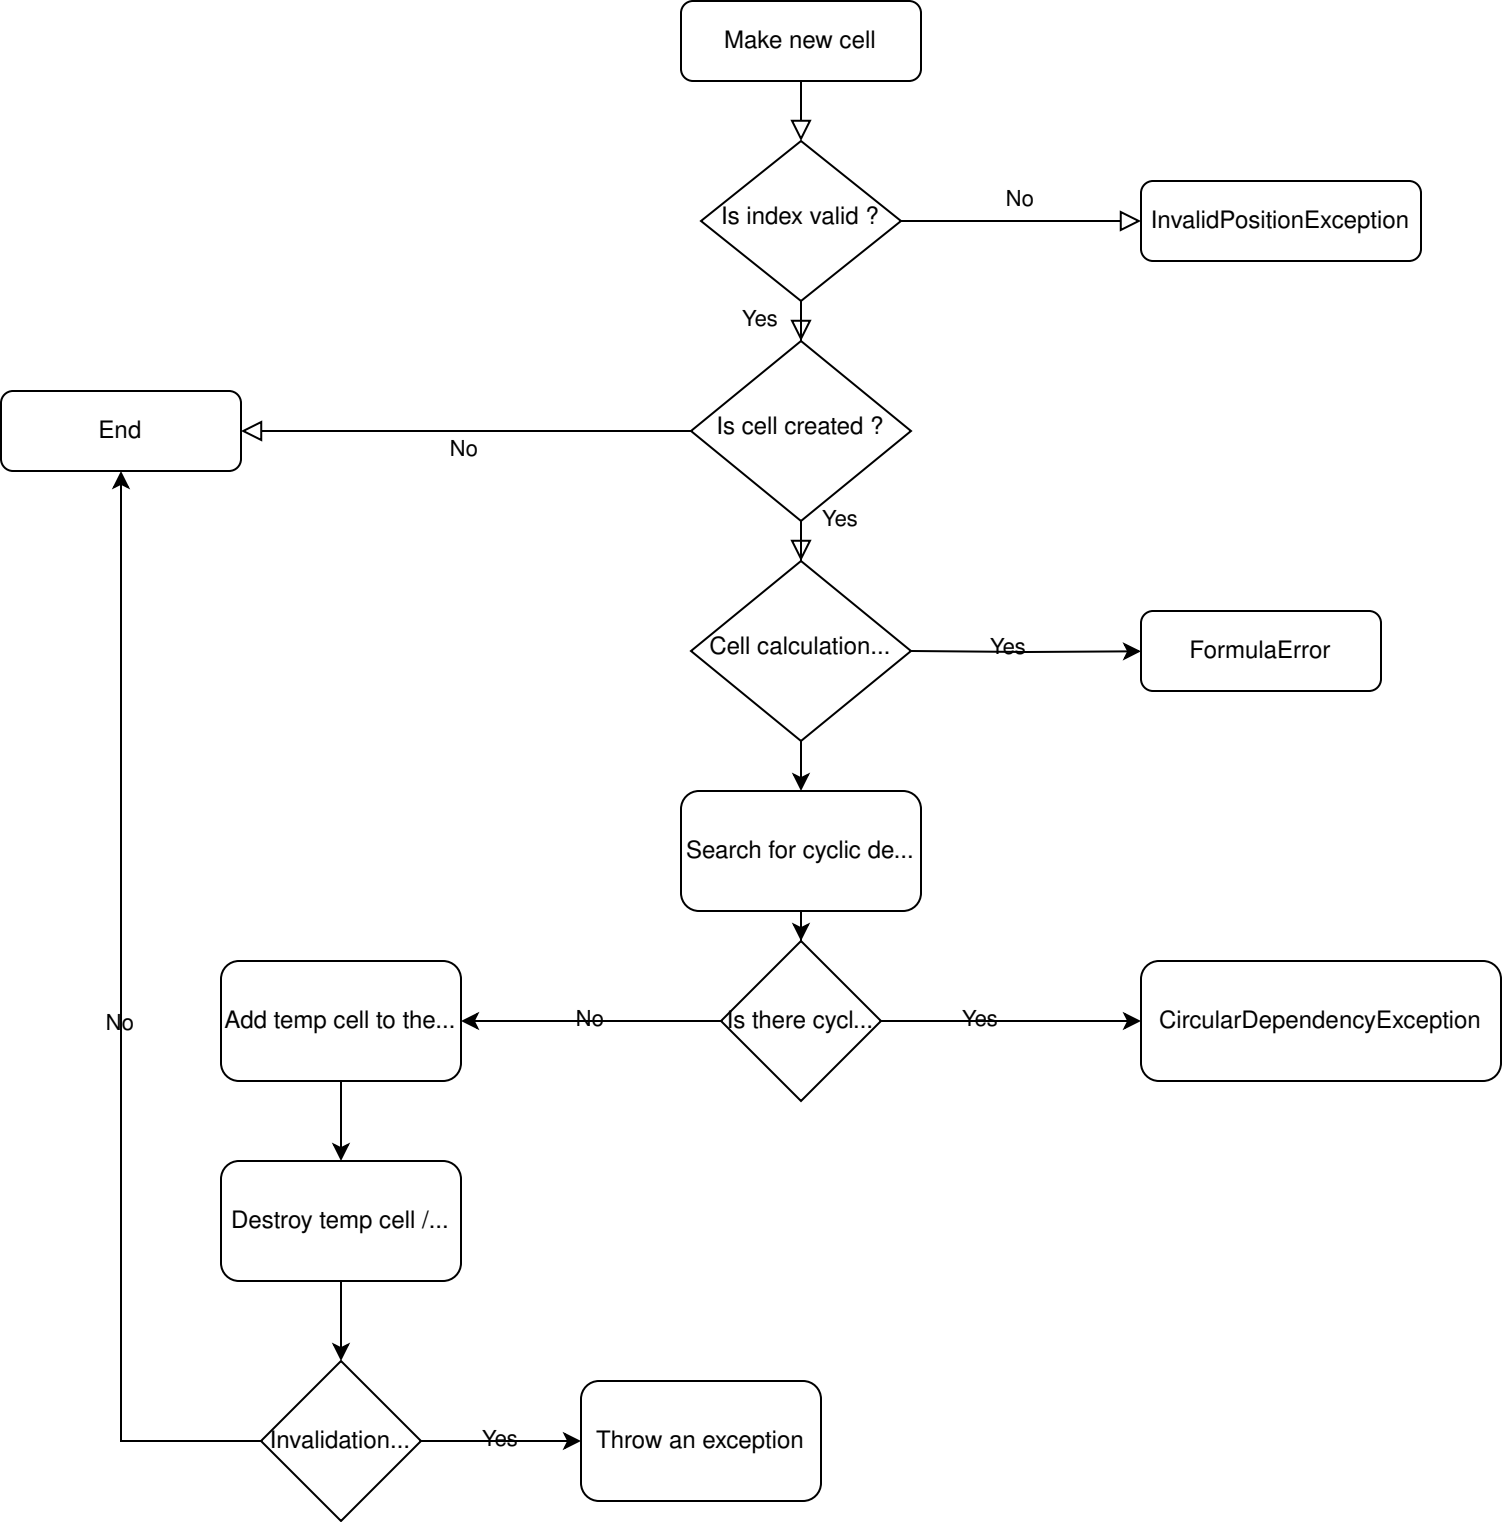 Make new cell
Is index valid ?
No
InvalidPositionException
Yes
End
No
Is cell created ?
Yes
Cell calculation...
Yes
FormulaError
Search for cyclic de...
Add temp cell to the...
No
Is there cycl...
Yes
CircularDependencyException
No
Destroy temp cell /...
Invalidation...
Yes
Throw an exception